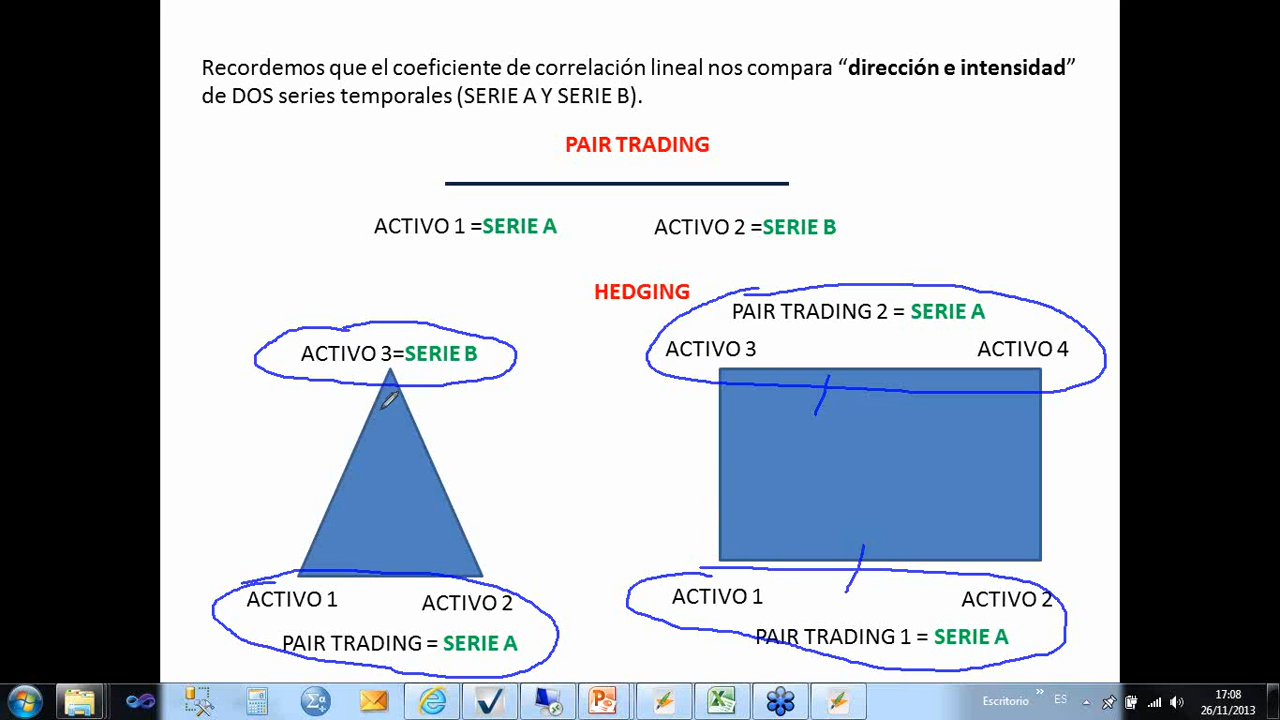 Recordemos que el coeficiente de correlación lineal nos compara “dirección e intensidad”
de DOS series temporales (SERIE A Y SERIE B).
PAIR TRADING
ACTIVO 1 =SERIE A
ACTIVO 2 =SERIE B
HEDGING
PAIR TRADING 2 = SERIE A
ACTIVO 3=SERIE B
ACTIVO 3
ACTIVO 4
ACTIVO 1
ACTIVO 2
PAIR TRADING = SERIE A
ACTIVO 1
ACTIVO 2
PAIR TRADING 1 = SERIE A
Escritorio
»
ES
17:08
26/11/2013